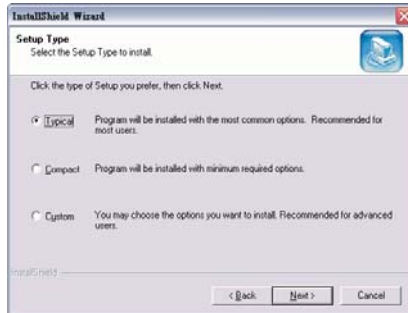 InstallShield Wizard
Setup Type
Select the Setup Type to install.
Click the type of Setup you prefer, then click Next.
Typical Program will be installed with the most common options. Recommended for
most users.
Compact Program will be installed with minimum required options.
Custom You may choose the options you want to install. Recommended for advanced
users.
InstallShield
< Back Next > Cancel